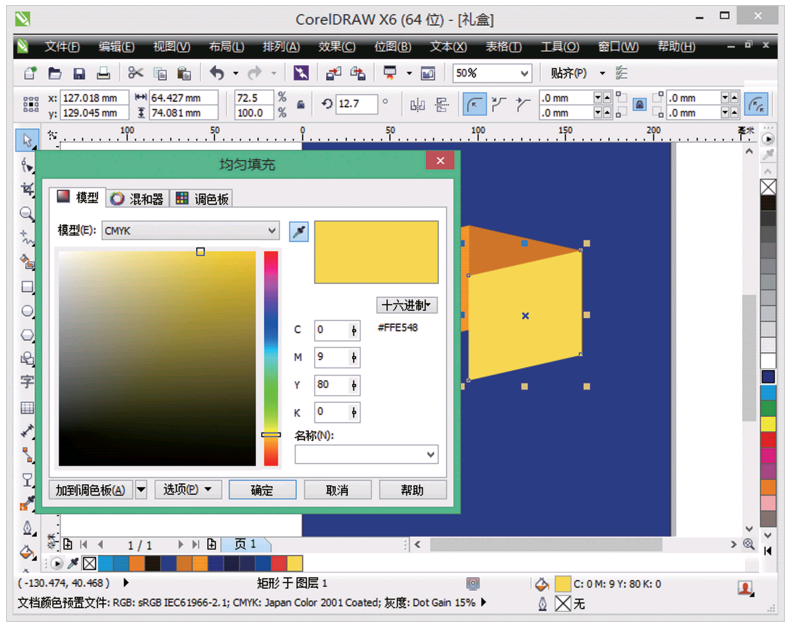 CorelDRAW X6 (64 位) - [礼盒]
文件(F) 编辑(E) 视图(V) 布局(L) 排列(A) 效果(C) 位图(B) 文本(X) 表格(T) 工具(O) 窗口(W) 帮助(H)
50% 贴齐(P)
x: 127.018 mm 64.427 mm 72.5 % 12.7 ° .0 mm .0 mm
y: 129.045 mm 74.081 mm 100.0 % .0 mm .0 mm
100 50 0 50 100 150 200 毫米
均匀填充
模型 混和器 调色板
模型(E): CMYK
十六进制
C 0 #FFE548
M 9
Y 80
K 0
名称(N):
加到调色板(A) 选项(P) 确定 取消 帮助
字
毫米
1 / 1 页 1
(-130.474, 40.468) 矩形 于 图层 1 C: 0 M: 9 Y: 80 K: 0
文档颜色预置文件: RGB: sRGB IEC61966-2.1; CMYK: Japan Color 2001 Coated; 灰度: Dot Gain 15% 无